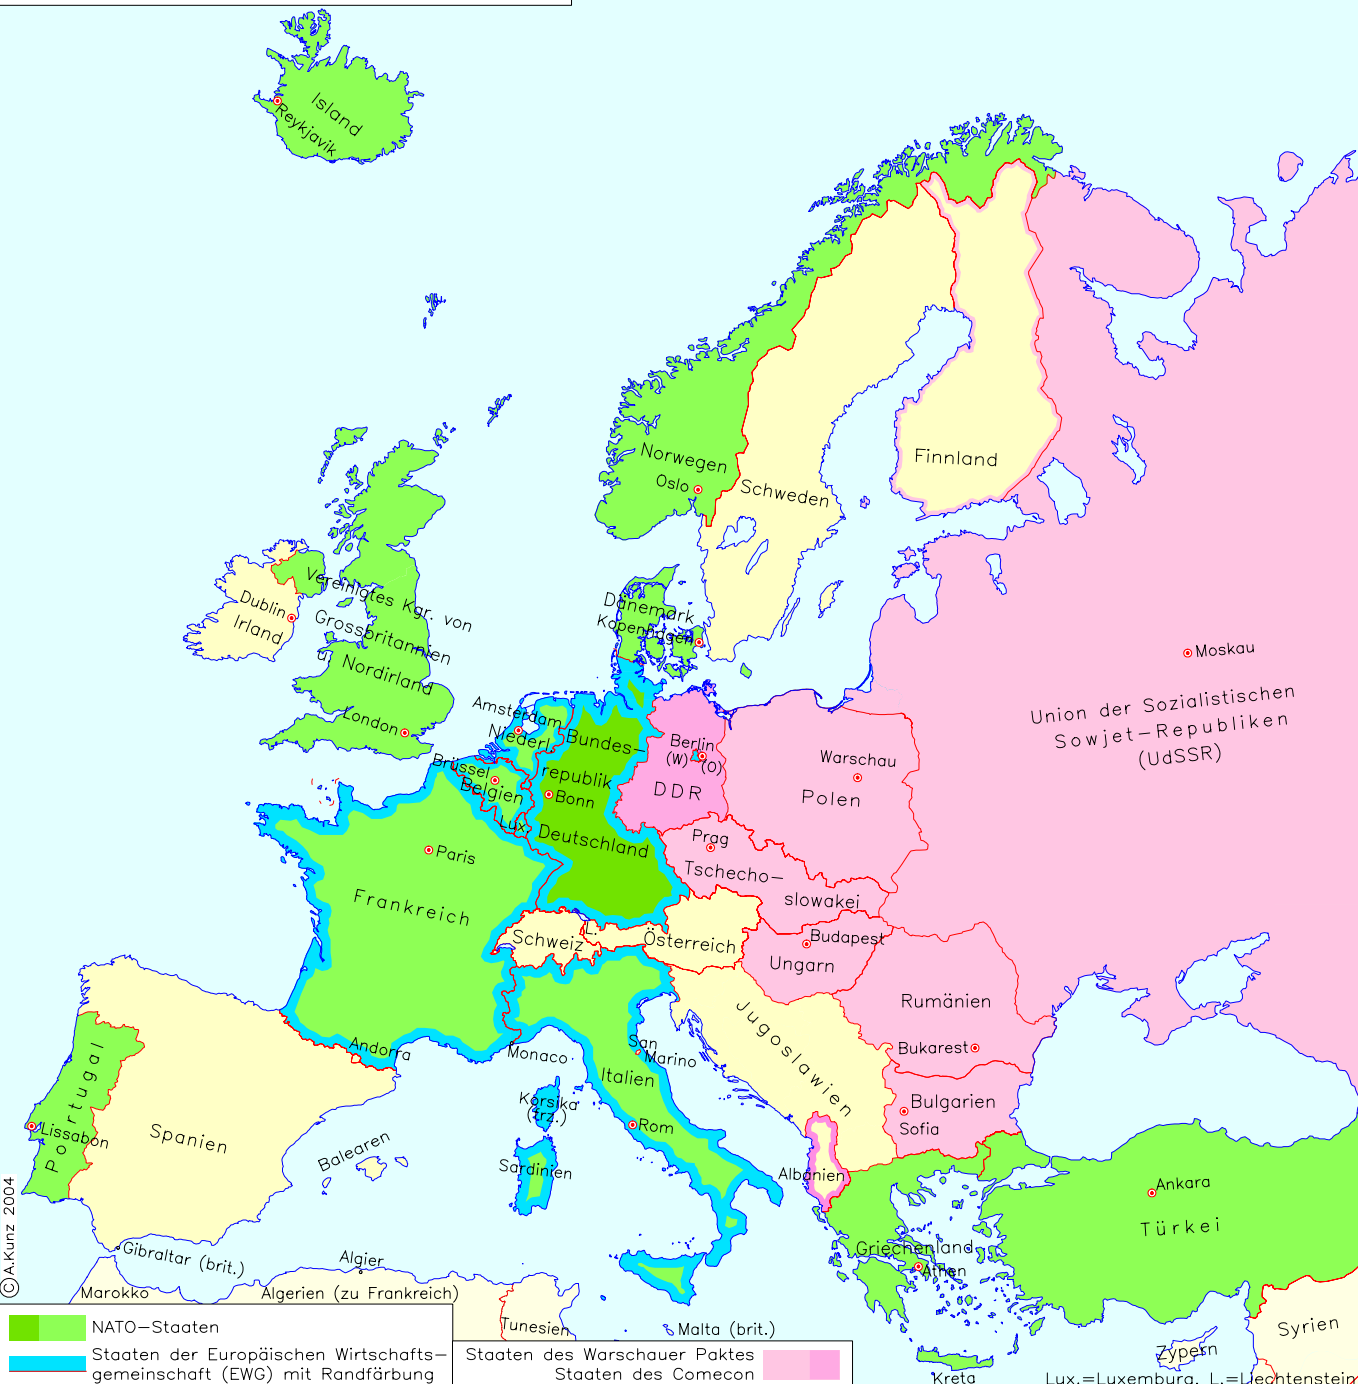 Island
Reykjavik
Norwegen
Oslo
Schweden
Finnland
Vereinigtes Kgr. von
Grossbritannien
u.
Nordirland
London
Dublin
Irland
Dänemark
Kopenhagen
Moskau
Union der Sozialistischen
Sowjet-Republiken
(UdSSR)
Amsterdam
Niederl.
Brüssel
Belgien
Lux.
Bundes-
republik
Bonn
Deutschland
Berlin
(W) (O)
DDR
Warschau
Polen
Prag
Tschecho-
slowakei
Paris
Frankreich
Schweiz
L.
Österreich
Budapest
Ungarn
Rumänien
Bukarest
Jugoslawien
Bulgarien
Sofia
Andorra
Monaco
San
Marino
Italien
Korsika
(frz.)
Rom
Sardinien
Portugal
Lissabon
Spanien
Balearen
Albanien
Griechenland
Athen
Ankara
Türkei
Gibraltar (brit.)
Algier
Marokko
Algerien (zu Frankreich)
Tunesien
Malta (brit.)
Kreta
Zypern
Syrien
©A.Kunz 2004
NATO-Staaten
Staaten der Europäischen Wirtschafts-
gemeinschaft (EWG) mit Randfärbung
Staaten des Warschauer Paktes
Staaten des Comecon
Lux.=Luxemburg, L.=Liechtenstein